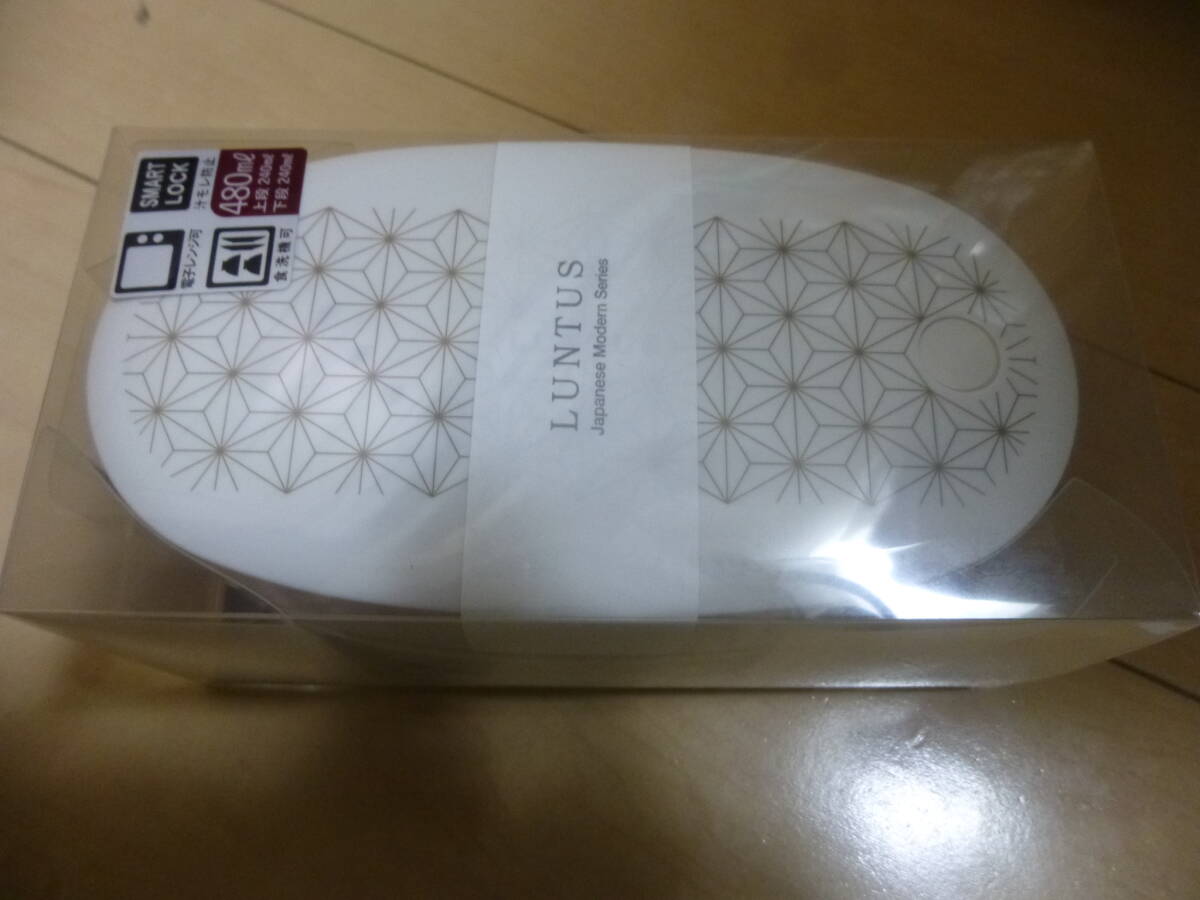 SMART
LOCK
汁モレ防止
480ml
上段 240ml
下段 240ml
電子レンジ可
食洗機可
LUNTUS
Japanese Modern Series